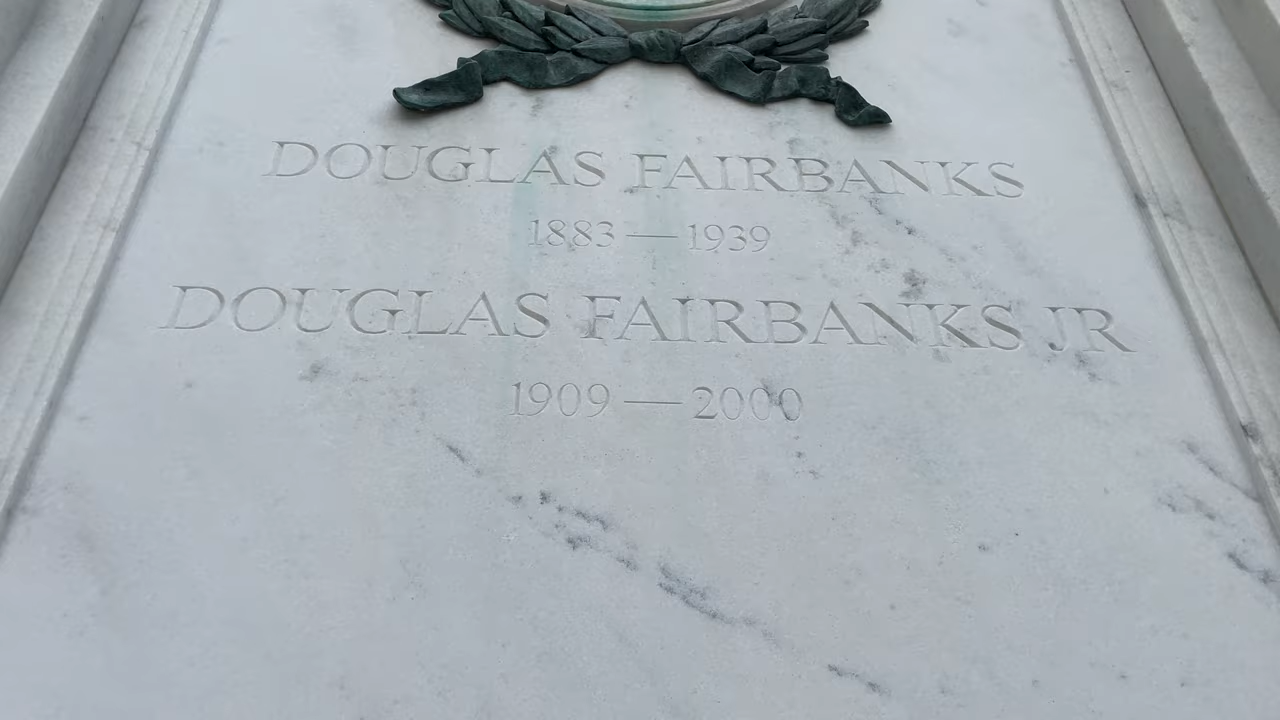 DOUGLAS FAIRBANKS
1883 — 1939
DOUGLAS FAIRBANKS JR
1909 — 2000